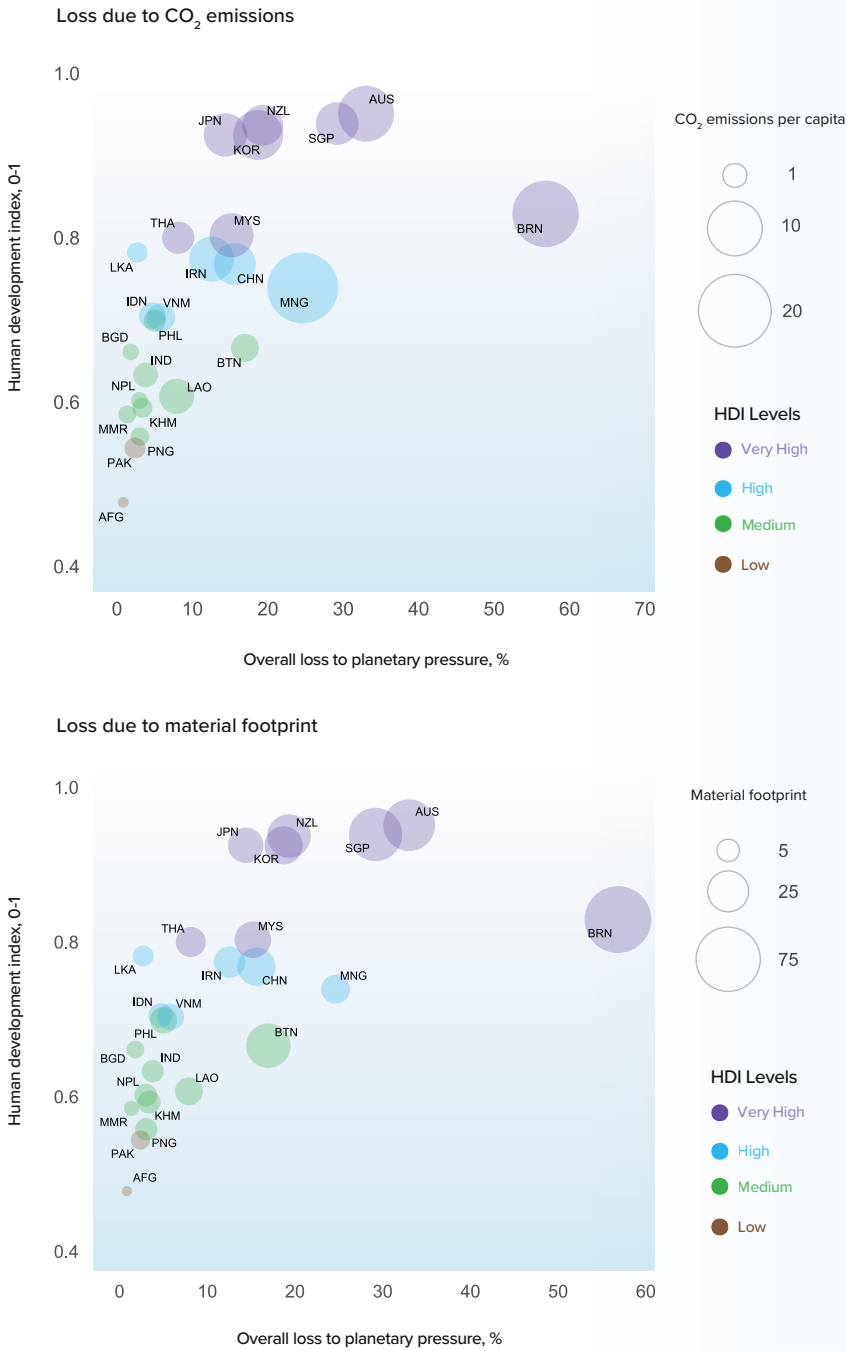 Loss due to CO₂ emissions
Human development index, 0-1
1.0
0.8
0.6
0.4
JPN
NZL
KOR
SGP
AUS
THA
MYS
BRN
LKA
IRN
CHN
MNG
IDN
VNM
PHL
BGD
IND
BTN
NPL
LAO
MMR
KHM
PAK
PNG
AFG
0 10 20 30 40 50 60 70
Overall loss to planetary pressure, %
CO₂ emissions per capita
1
10
20
HDI Levels
Very High
High
Medium
Low
Loss due to material footprint
Human development index, 0-1
1.0
0.8
0.6
0.4
JPN
NZL
KOR
SGP
AUS
THA
MYS
BRN
LKA
IRN
CHN
MNG
IDN
VNM
PHL
BTN
BGD
IND
NPL
LAO
MMR
KHM
PAK
PNG
AFG
0 10 20 30 40 50 60
Overall loss to planetary pressure, %
Material footprint
5
25
75
HDI Levels
Very High
High
Medium
Low